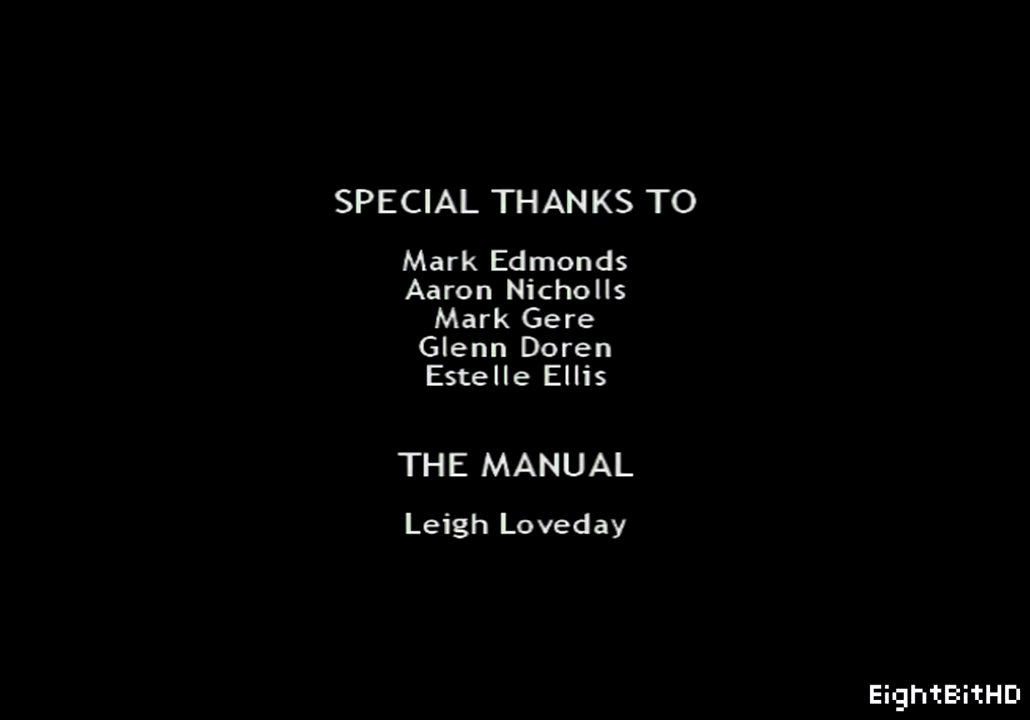 SPECIAL THANKS TO
Mark Edmonds
Aaron Nicholls
Mark Gere
Glenn Doren
Estelle Ellis
THE MANUAL
Leigh Loveday
EightBitHD